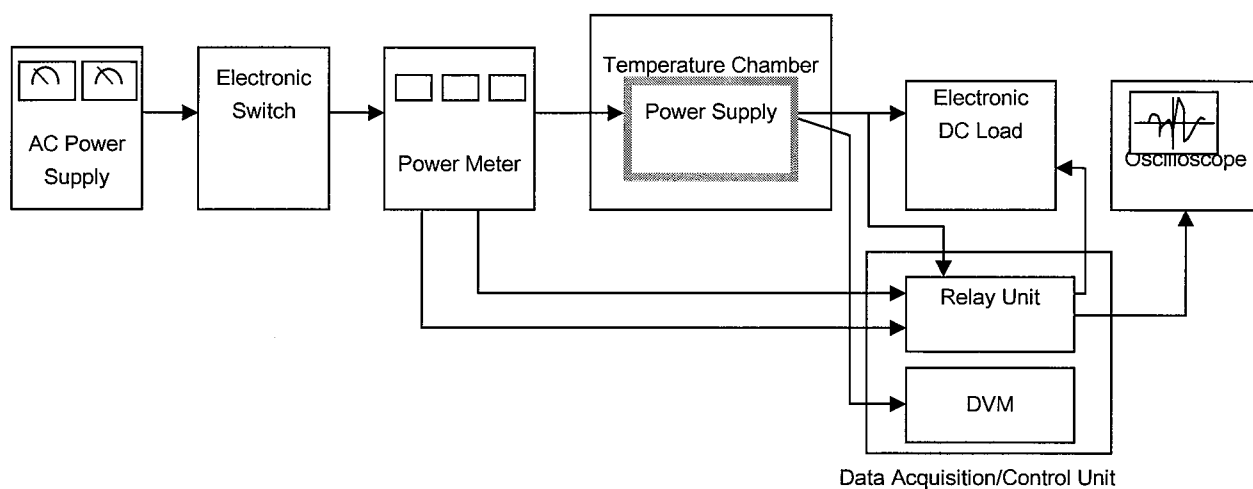 AC Power
Supply
Electronic
Switch
Power Meter
Temperature Chamber
Power Supply
Electronic
DC Load
Oscilloscope
Relay Unit
DVM
Data Acquisition/Control Unit